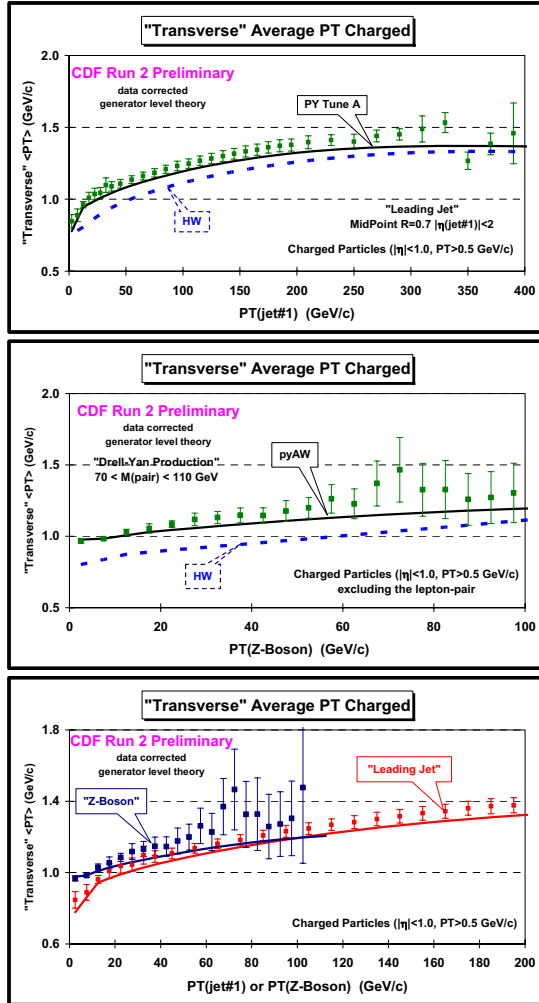 "Transverse" Average PT Charged
2.0
1.5
1.0
0.5
"Transverse" <PT> (GeV/c)
CDF Run 2 Preliminary
data corrected
generator level theory
PY Tune A
HW
"Leading Jet"
MidPoint R=0.7 |η(jet#1)|<2
Charged Particles (|η|<1.0, PT>0.5 GeV/c)
0 50 100 150 200 250 300 350 400
PT(jet#1) (GeV/c)
"Transverse" Average PT Charged
2.0
1.5
1.0
0.5
"Transverse" <PT> (GeV/c)
CDF Run 2 Preliminary
data corrected
generator level theory
"Drell-Yan Production"
70 < M(pair) < 110 GeV
pyAW
HW
Charged Particles (|η|<1.0, PT>0.5 GeV/c)
excluding the lepton-pair
0 20 40 60 80 100
PT(Z-Boson) (GeV/c)
"Transverse" Average PT Charged
1.8
1.4
1.0
0.6
"Transverse" <PT> (GeV/c)
CDF Run 2 Preliminary
data corrected
generator level theory
"Z-Boson"
"Leading Jet"
Charged Particles (|η|<1.0, PT>0.5 GeV/c)
0 20 40 60 80 100 120 140 160 180 200
PT(jet#1) or PT(Z-Boson) (GeV/c)